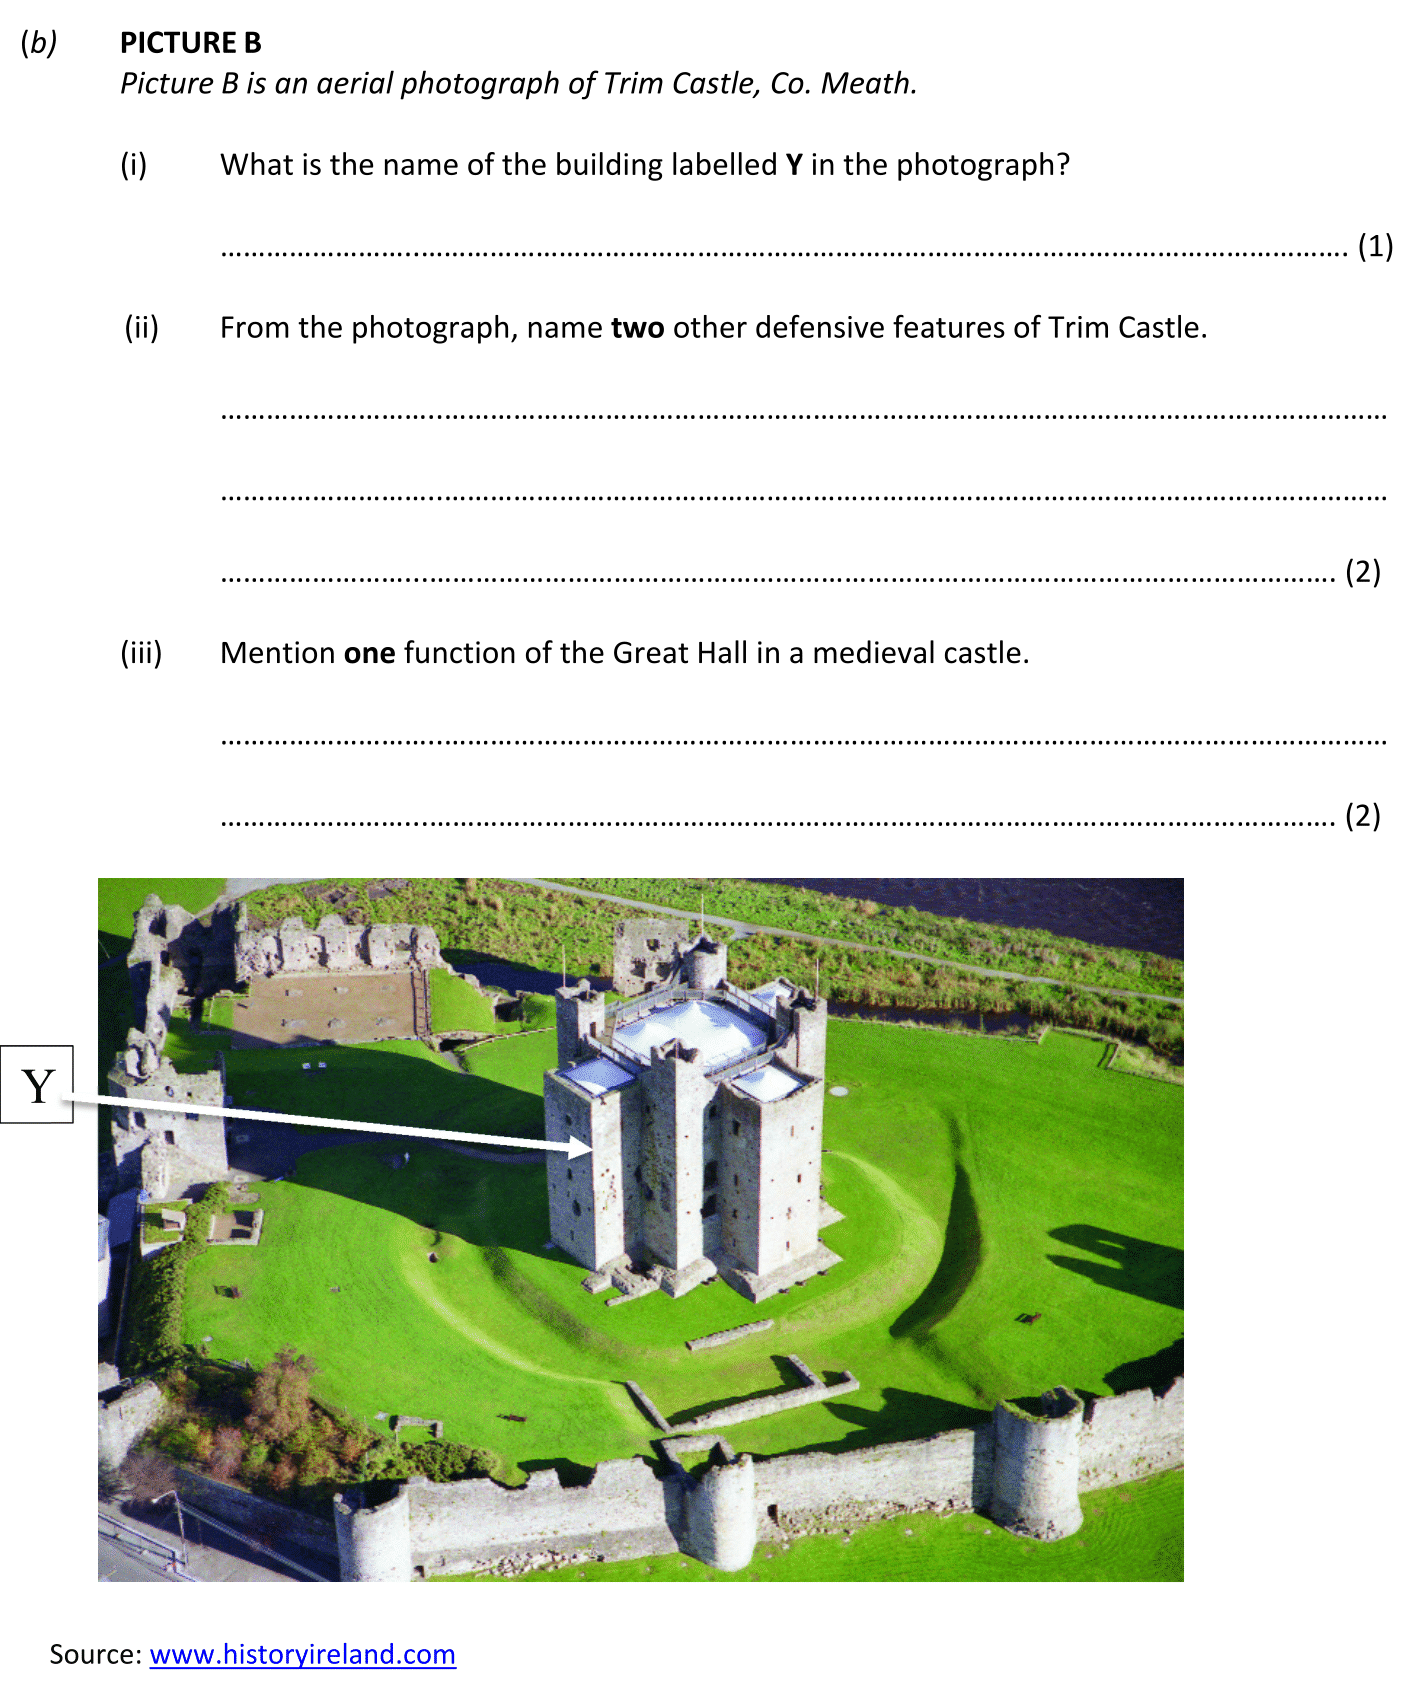 (b) PICTURE B
Picture B is an aerial photograph of Trim Castle, Co. Meath.
(i) What is the name of the building labelled Y in the photograph?
…………………………………………………………………………………………………………………………… (1)
(ii) From the photograph, name two other defensive features of Trim Castle.
……………………………………………………………………………………………………………………………
……………………………………………………………………………………………………………………………
…………………………………………………………………………………………………………………………… (2)
(iii) Mention one function of the Great Hall in a medieval castle.
……………………………………………………………………………………………………………………………
…………………………………………………………………………………………………………………………… (2)
Y
Source: www.historyireland.com